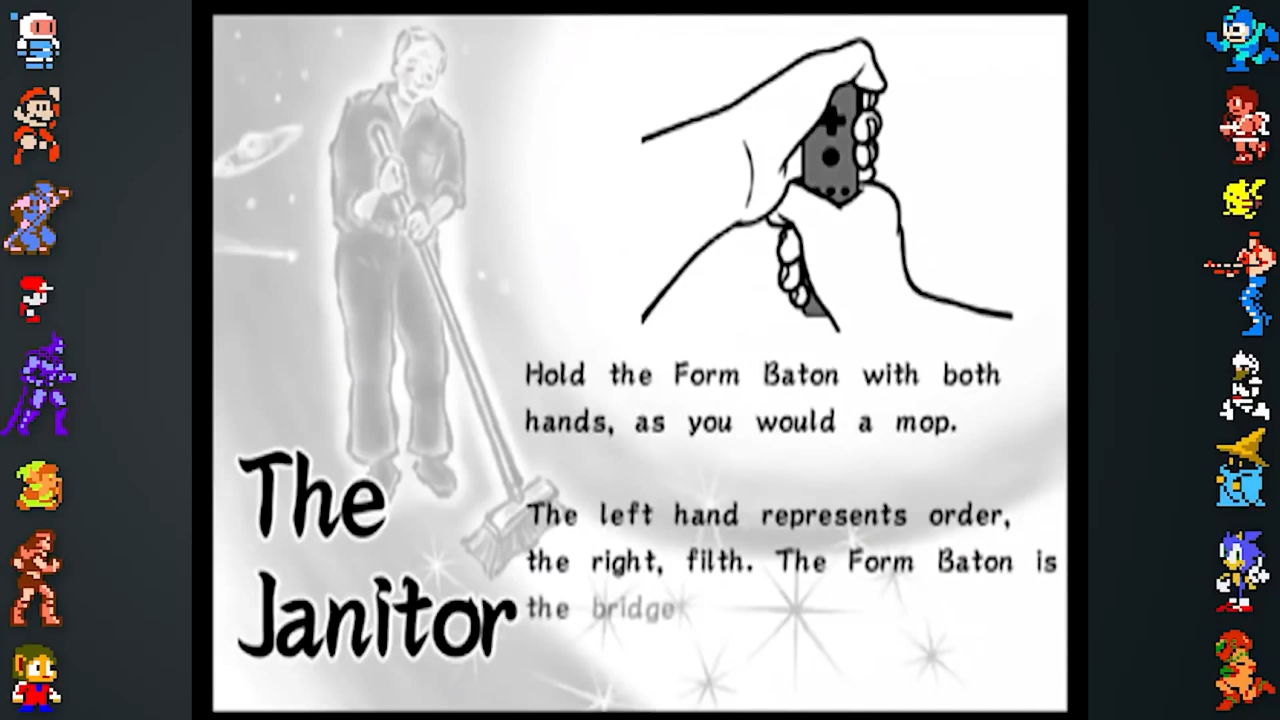 Hold the Form Baton with both
hands, as you would a mop.
The left hand represents order,
the right, filth. The Form Baton is
the bridge
The
Janitor